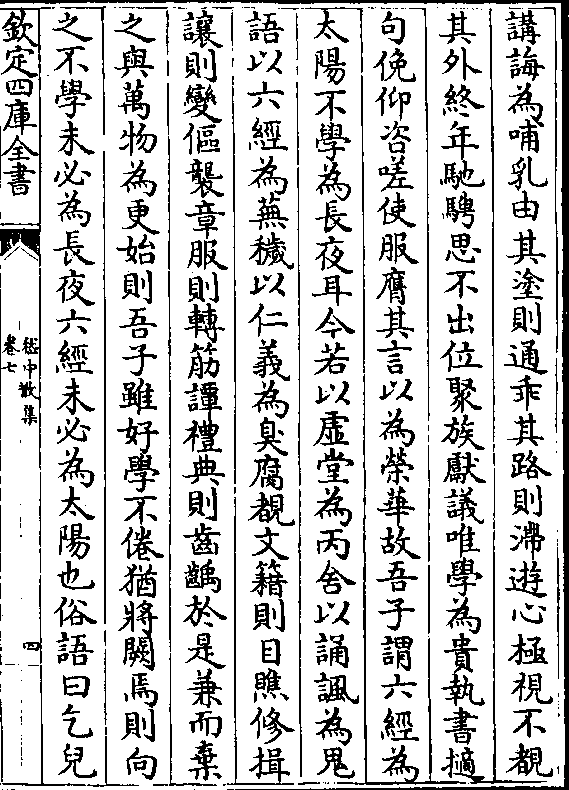 講誨為哺乳由其塗則通乖其路則滯遊心極視不覩
其外終年馳騁思不出位聚族獻議唯學為貴執書擿
句俛仰咨嗟使服膺其言以為榮華故吾子謂六經為
太陽不學為長夜耳今若以虛堂為丙舍以誦諷為鬼
語以六經為蕪穢以仁義為臭腐覩文籍則目瞧修揖
讓則變傴襲章服則轉筋譚禮典則齒齲於是兼而棄
之與萬物為更始則吾子雖好學不倦猶將闕焉則向
之不學未必為長夜六經未必為太陽也俗語曰乞兒
欽定四庫全書
嵇中散集
卷七
四